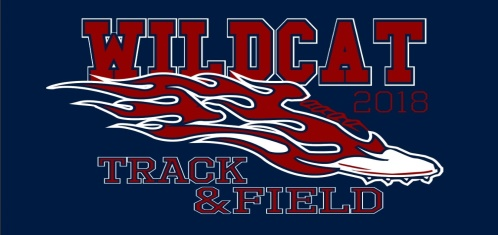 WILDCAT
2018
TRACK
&FIELD